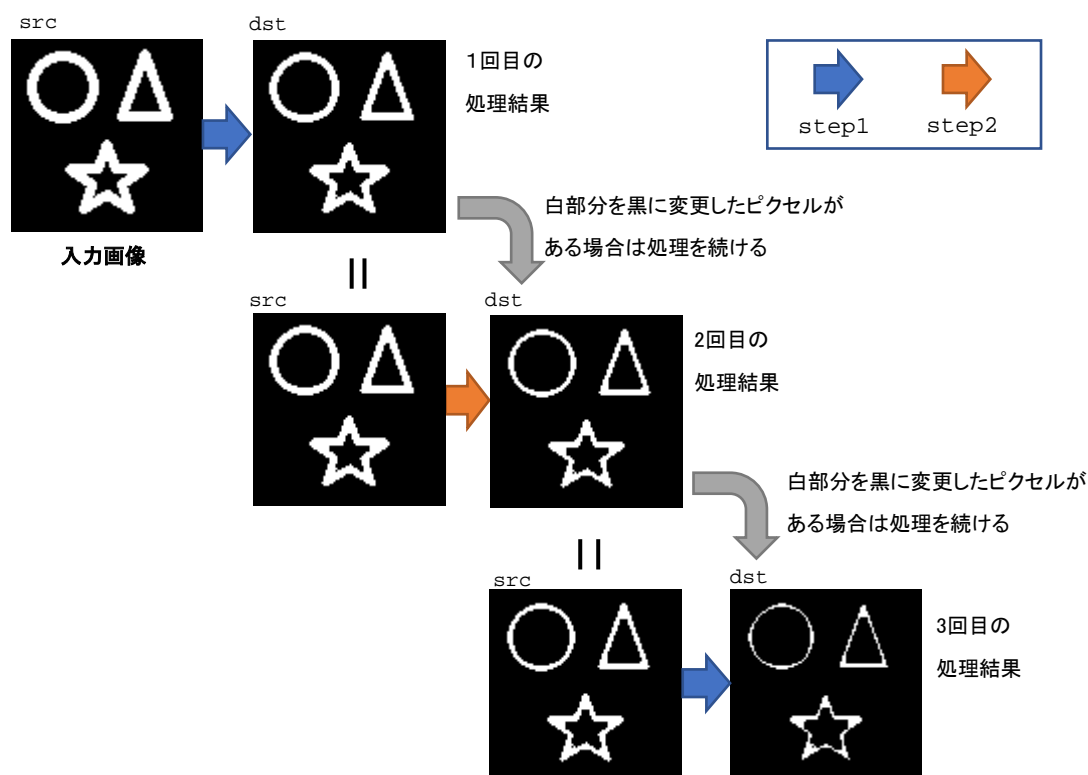 src
dst
1回目の
処理結果
step1
step2
入力画像
白部分を黒に変更したピクセルが
ある場合は処理を続ける
src
dst
2回目の
処理結果
白部分を黒に変更したピクセルが
ある場合は処理を続ける
src
dst
3回目の
処理結果